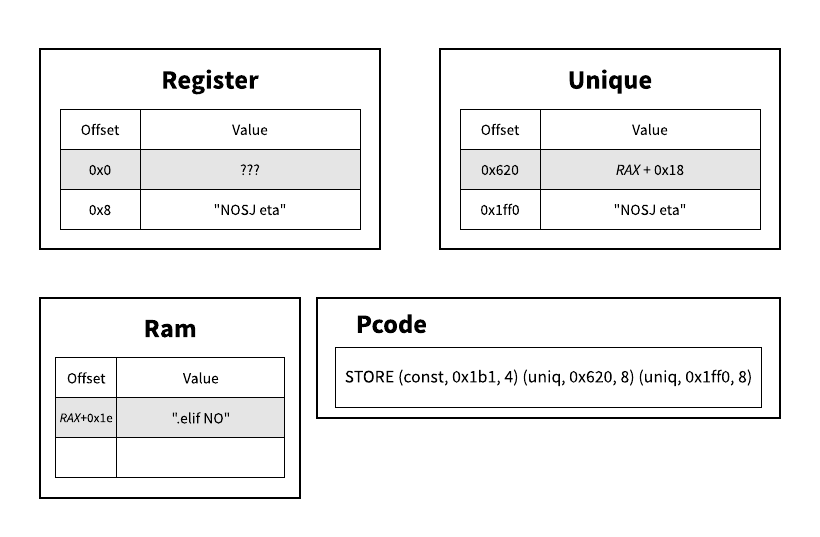 Register
Offset Value
0x0 ???
0x8 "NOSJ eta"
Unique
Offset Value
0x620 RAX + 0x18
0x1ff0 "NOSJ eta"
Ram
Offset Value
RAX+0x1e ".elif NO"
Pcode
STORE (const, 0x1b1, 4) (uniq, 0x620, 8) (uniq, 0x1ff0, 8)